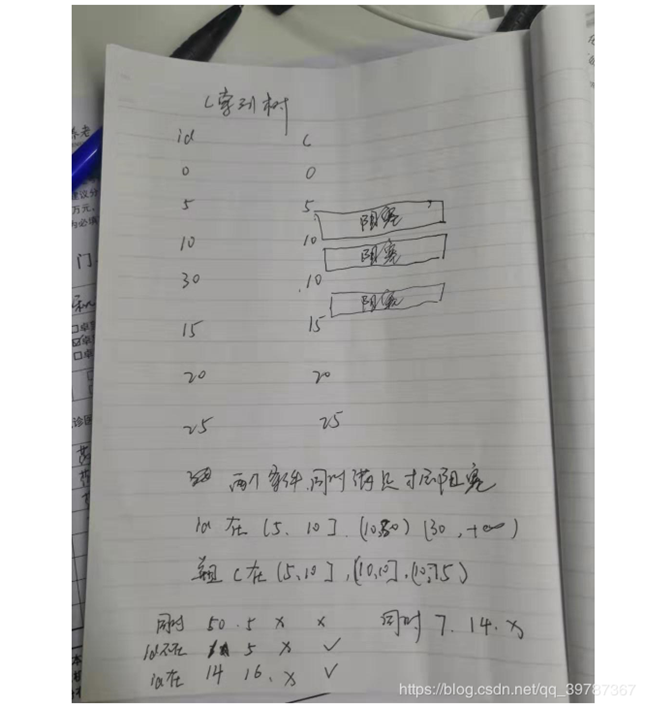 C索引树
id C
0 0
5 5 阻塞
10 10 阻塞
30 10 阻塞
15 15
20 20
25 25
两个条件同时满足才后阻塞
id 在 (5、10]、(10,30) (30,+∞)
且 C在 (5、10]、[10,10]、(10,15)
同时 50、5 x x 同时 7、14、x
id不在 5 x ✓
id在 14 16、x ✓
https://blog.csdn.net/qq_39787367